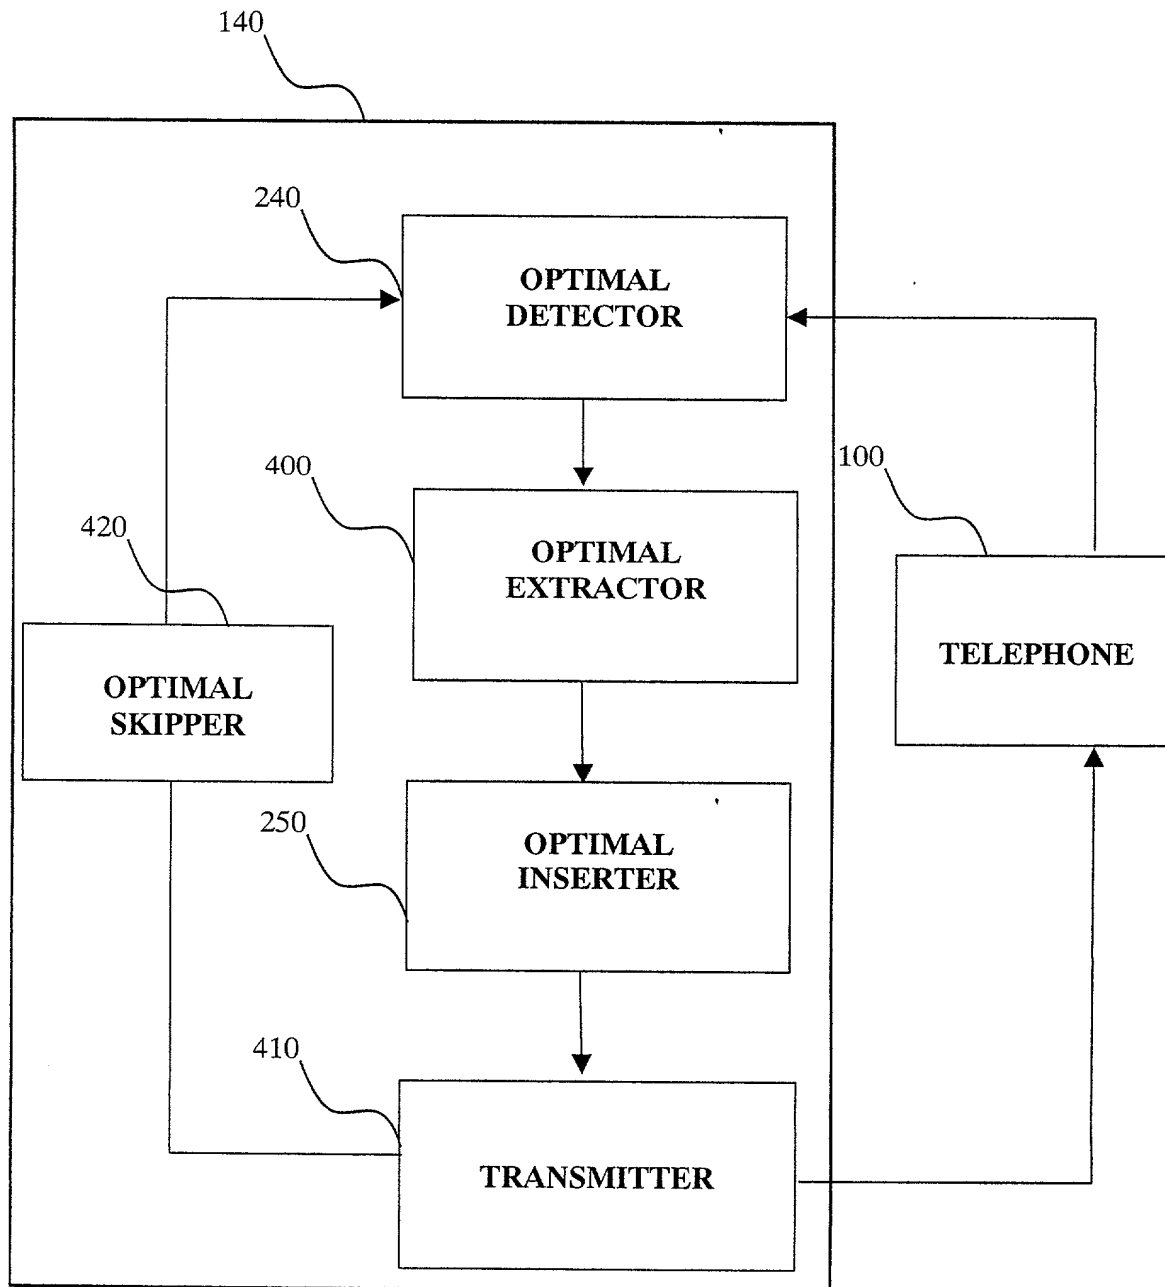 140
240
OPTIMAL
DETECTOR
400
100
420
OPTIMAL
EXTRACTOR
TELEPHONE
OPTIMAL
SKIPPER
250
OPTIMAL
INSERTER
410
TRANSMITTER